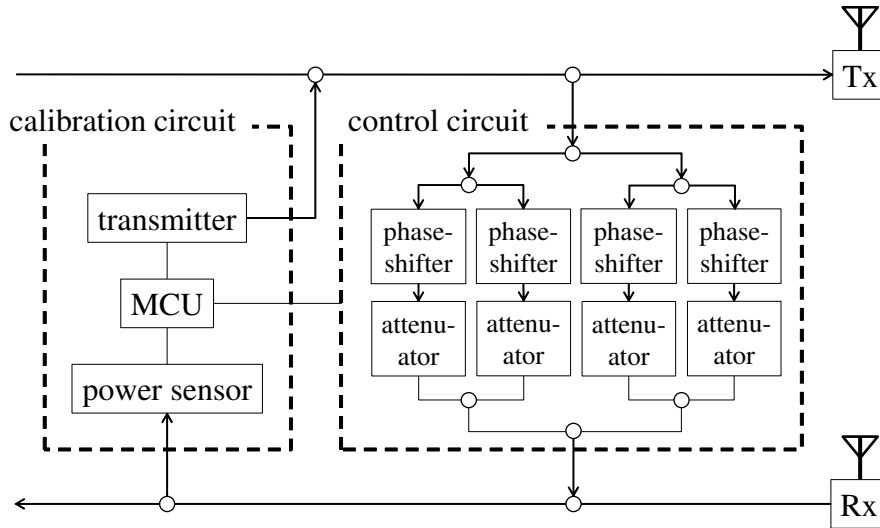 Tx
calibration circuit
control circuit
transmitter
phase-
shifter
phase-
shifter
phase-
shifter
phase-
shifter
MCU
attenu-
ator
attenu-
ator
attenu-
ator
attenu-
ator
power sensor
Rx